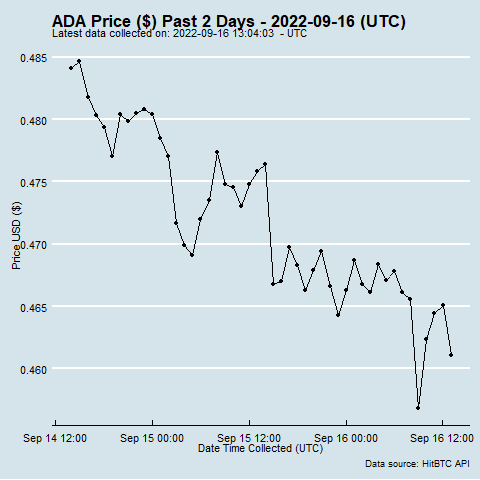 ADA Price ($) Past 2 Days - 2022-09-16 (UTC)
Latest data collected on: 2022-09-16 13:04:03  - UTC
0.485
0.480
0.475
0.470
0.465
0.460
Price USD ($)
Sep 14 12:00 Sep 15 00:00 Sep 15 12:00 Sep 16 00:00 Sep 16 12:00
Date Time Collected (UTC)
Data source: HitBTC API